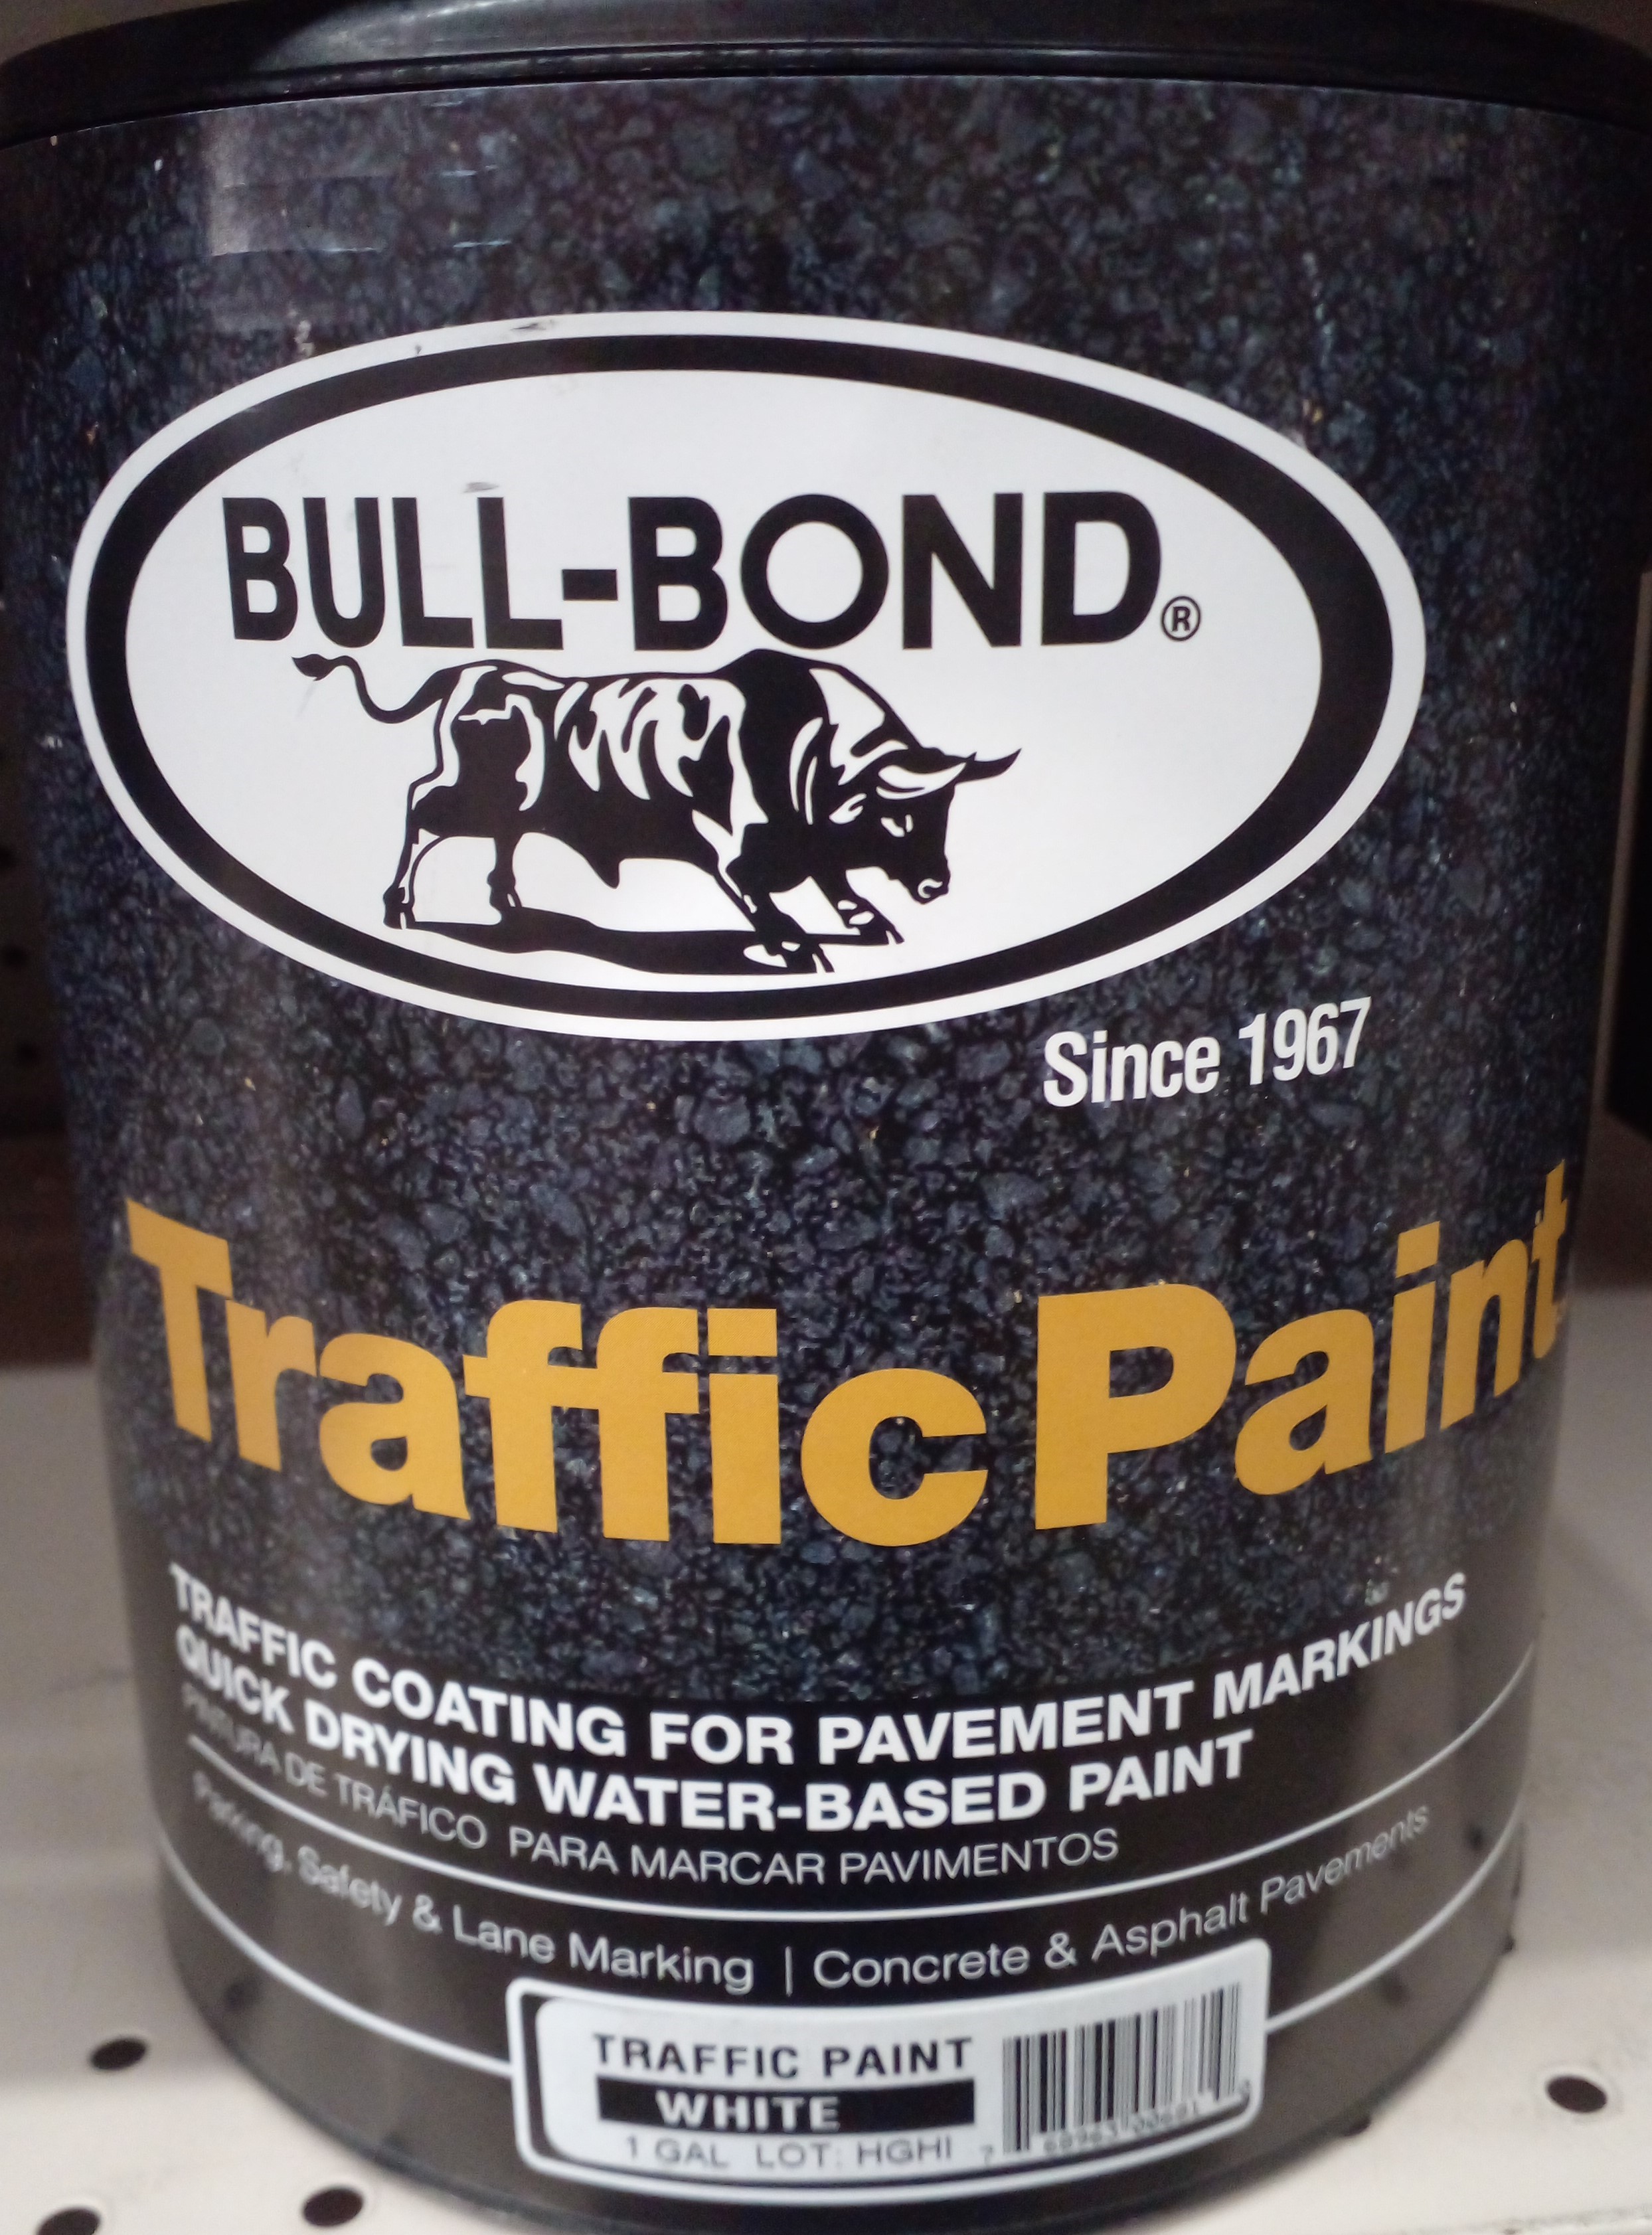 BULL-BOND®
Since 1967
Traffic Paint
TRAFFIC COATING FOR PAVEMENT MARKINGS
QUICK DRYING WATER-BASED PAINT
PINTURA DE TRÁFICO PARA MARCAR PAVIMENTOS
Parking, Safety & Lane Marking | Concrete & Asphalt Pavements
TRAFFIC PAINT
WHITE
1 GAL LOT: HGHI